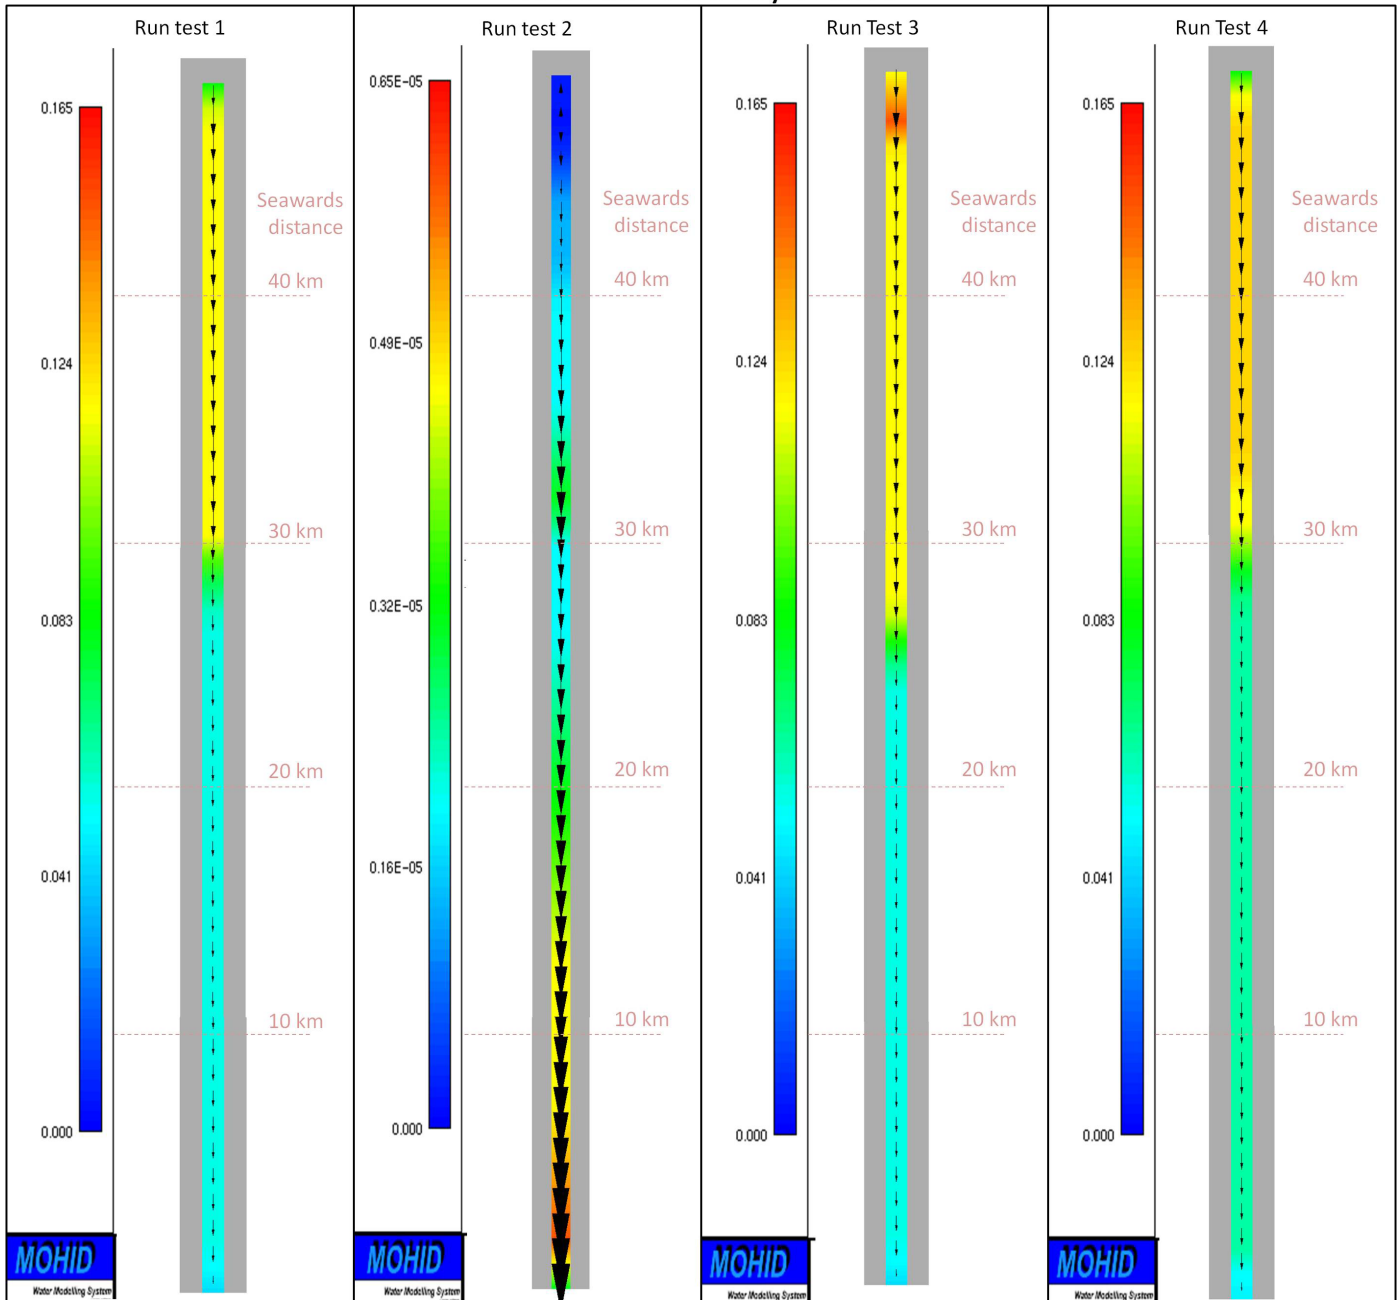 Run test 1
0.165
0.124
0.083
0.041
0.000
Seawards
distance
40 km
30 km
20 km
10 km
MOHID
Water Modelling System
Run test 2
0.65E-05
0.49E-05
0.32E-05
0.16E-05
0.000
Seawards
distance
40 km
30 km
20 km
10 km
MOHID
Water Modelling System
Run Test 3
0.165
0.124
0.083
0.041
0.000
Seawards
distance
40 km
30 km
20 km
10 km
MOHID
Water Modelling System
Run Test 4
0.165
0.124
0.083
0.041
0.000
Seawards
distance
40 km
30 km
20 km
10 km
MOHID
Water Modelling System